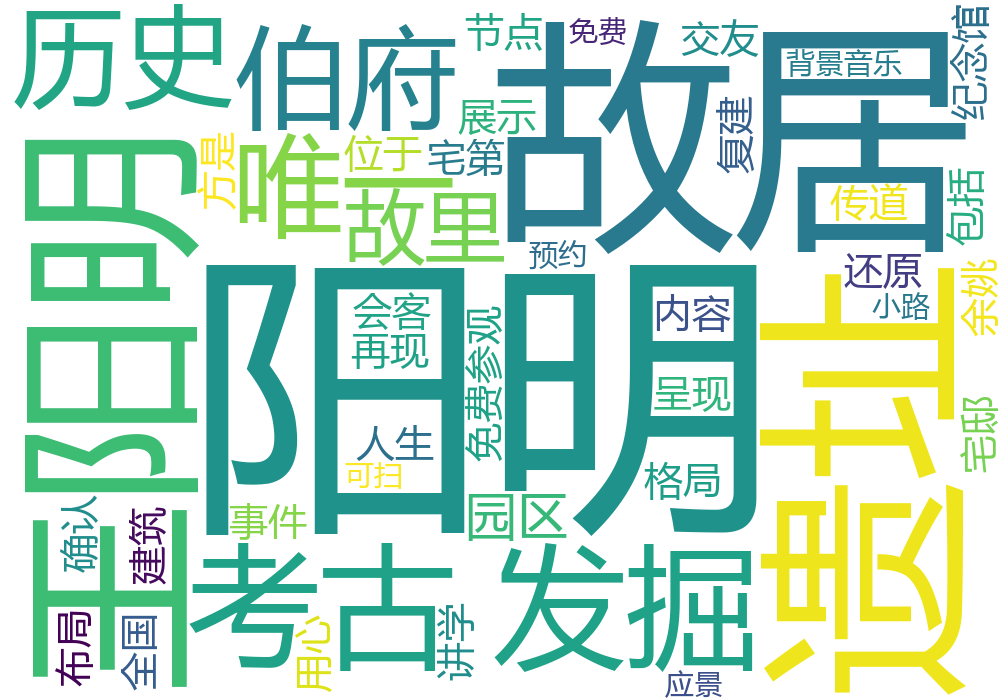 历史
伯府
节点
免费
交友
故居
背景音乐
纪念馆
展示
复建
方是
唯
位于
宅第
故里
传道
包括
王阳明
预约
还原
小路
余姚
阳明
会客
再现
免费参观
内容
呈现
遗址
宅邸
人生
可扫
格局
事件
园区
确认
建筑
考古
发掘
布局
全国
用心
讲学
应景